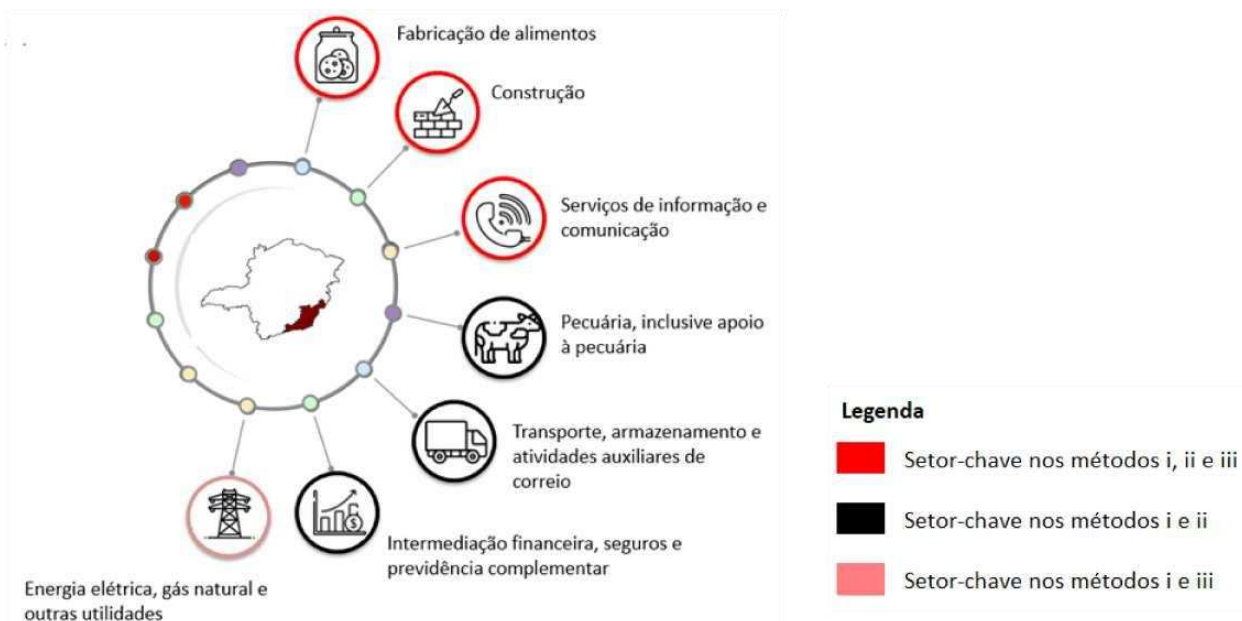 Fabricação de alimentos
Construção
Serviços de informação e
comunicação
Pecuária, inclusive apoio
à pecuária
Transporte, armazenamento e
atividades auxiliares de
correio
Intermediação financeira, seguros e
previdência complementar
Energia elétrica, gás natural e
outras utilidades
Legenda
Setor-chave nos métodos i, ii e iii
Setor-chave nos métodos i e ii
Setor-chave nos métodos i e iii